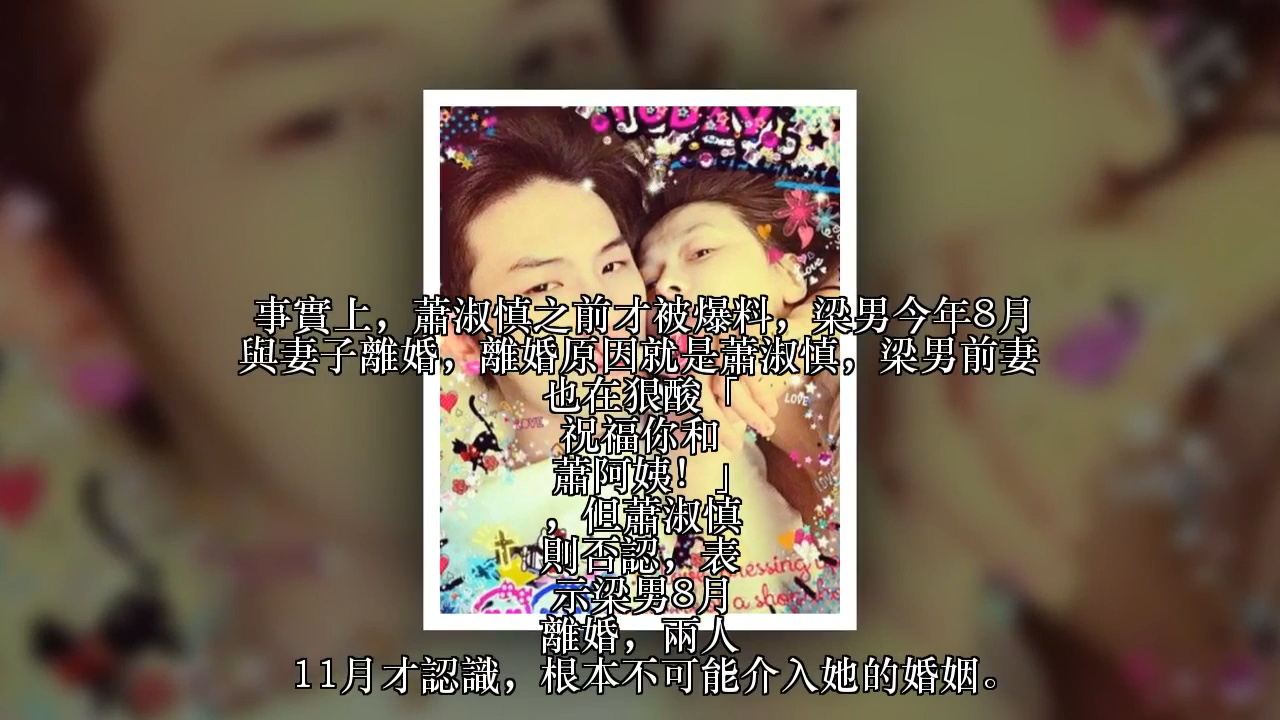 TODAY
事實上，蕭淑慎之前才被爆料，梁男今年8月
與妻子離婚，離婚原因就是蕭淑慎，梁男前妻
也在狠酸「
LOVE
LOVE
祝福你和
蕭阿姨！」
，但蕭淑慎
則否認，表
示梁男8月
離婚，兩人
11月才認識，根本不可能介入她的婚姻。